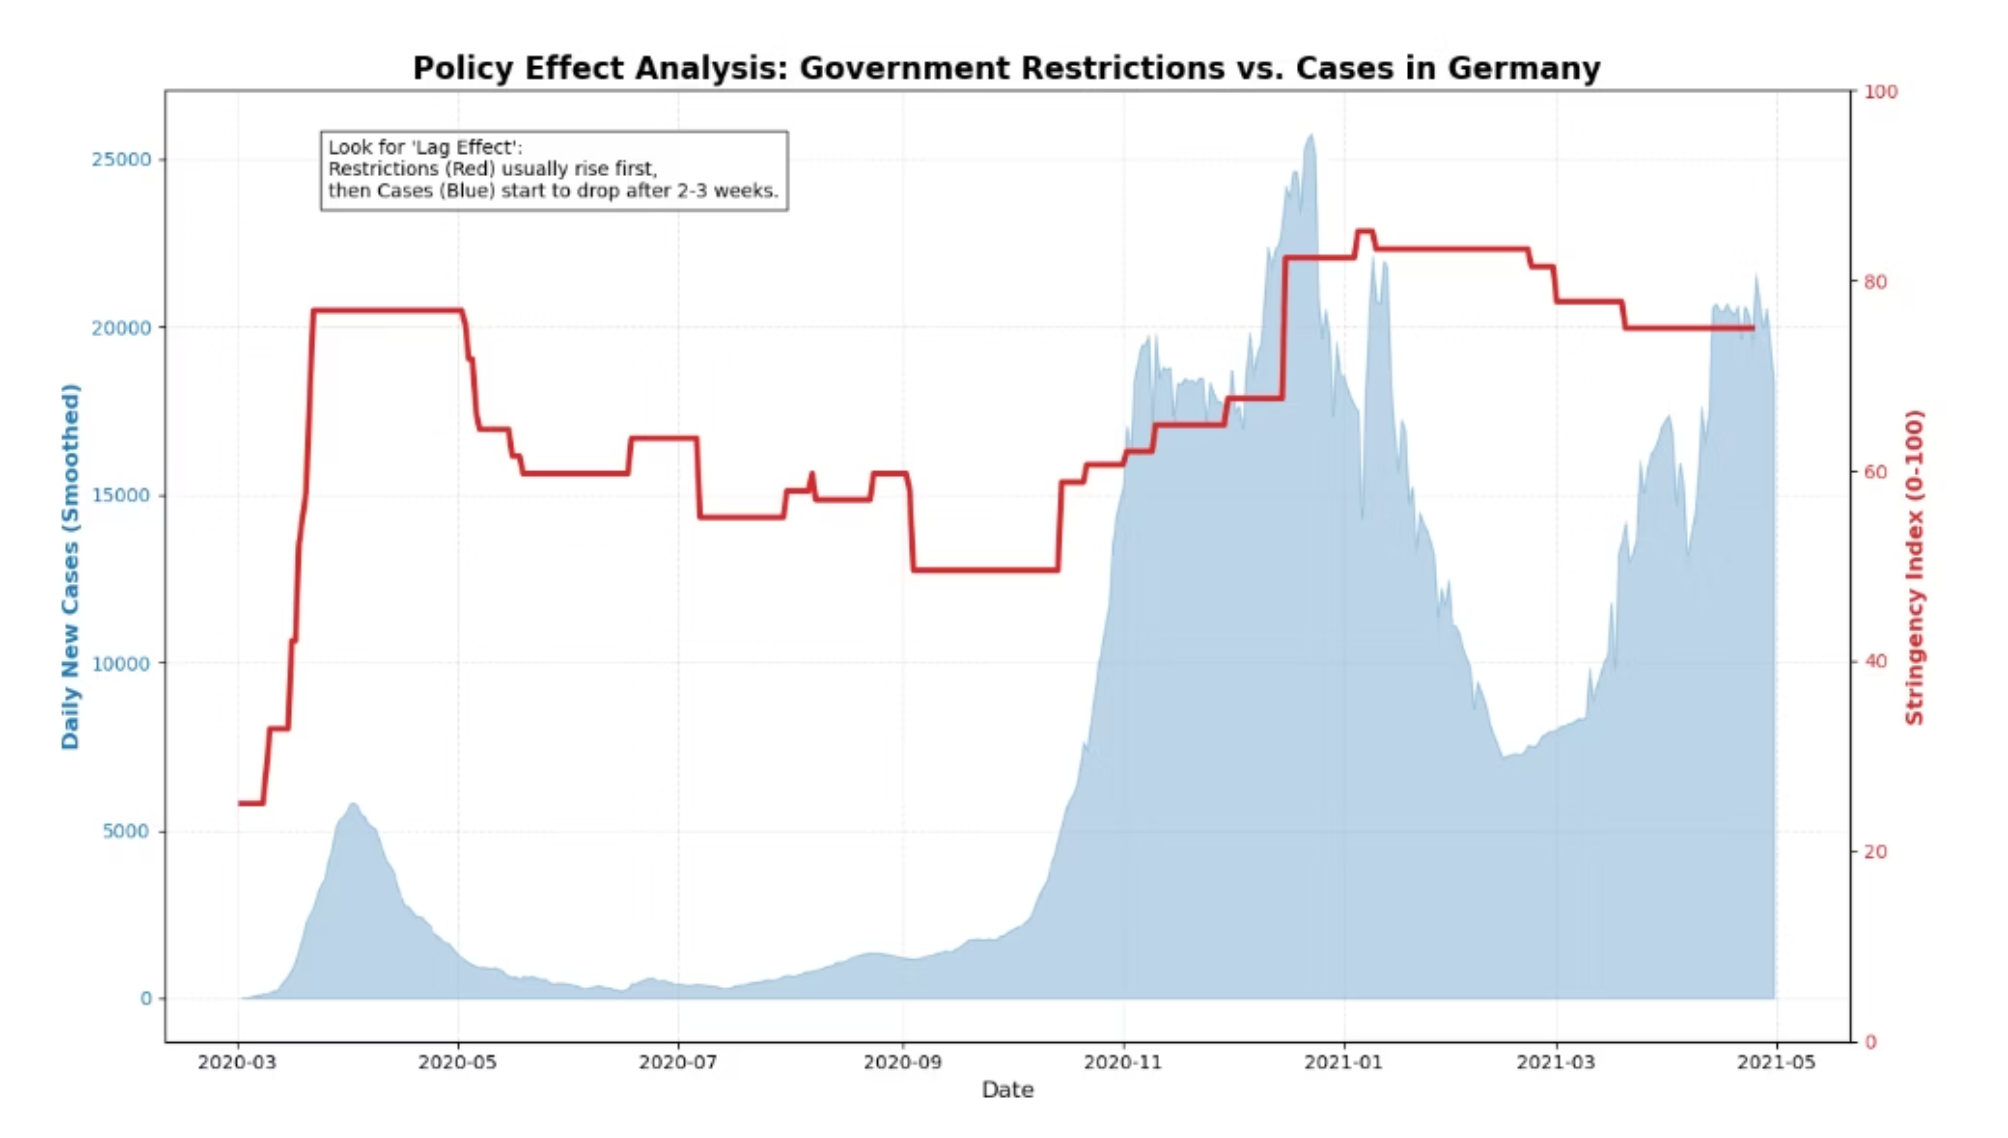 Policy Effect Analysis: Government Restrictions vs. Cases in Germany
Look for 'Lag Effect':
Restrictions (Red) usually rise first,
then Cases (Blue) start to drop after 2-3 weeks.
Daily New Cases (Smoothed)
25000
20000
15000
10000
5000
0
100
80
60
40
20
0
Stringency Index (0-100)
2020-03 2020-05 2020-07 2020-09 2020-11 2021-01 2021-03 2021-05
Date